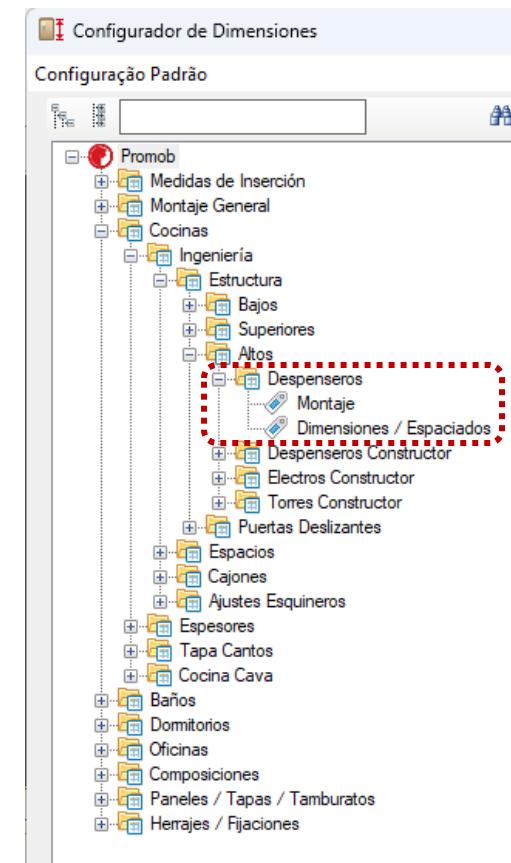 Configurador de Dimensiones
Configuração Padrão
Promob
Medidas de Inserción
Montaje General
Cocinas
Ingeniería
Estructura
Bajos
Superiores
Altos
Despenseros
Montaje
Dimensiones / Espaciados
Despenseros Constructor
Electros Constructor
Torres Constructor
Puertas Deslizantes
Espacios
Cajones
Ajustes Esquineros
Espesores
Tapa Cantos
Cocina Cava
Baños
Dormitorios
Oficinas
Composiciones
Paneles / Tapas / Tamburatos
Herrajes / Fijaciones